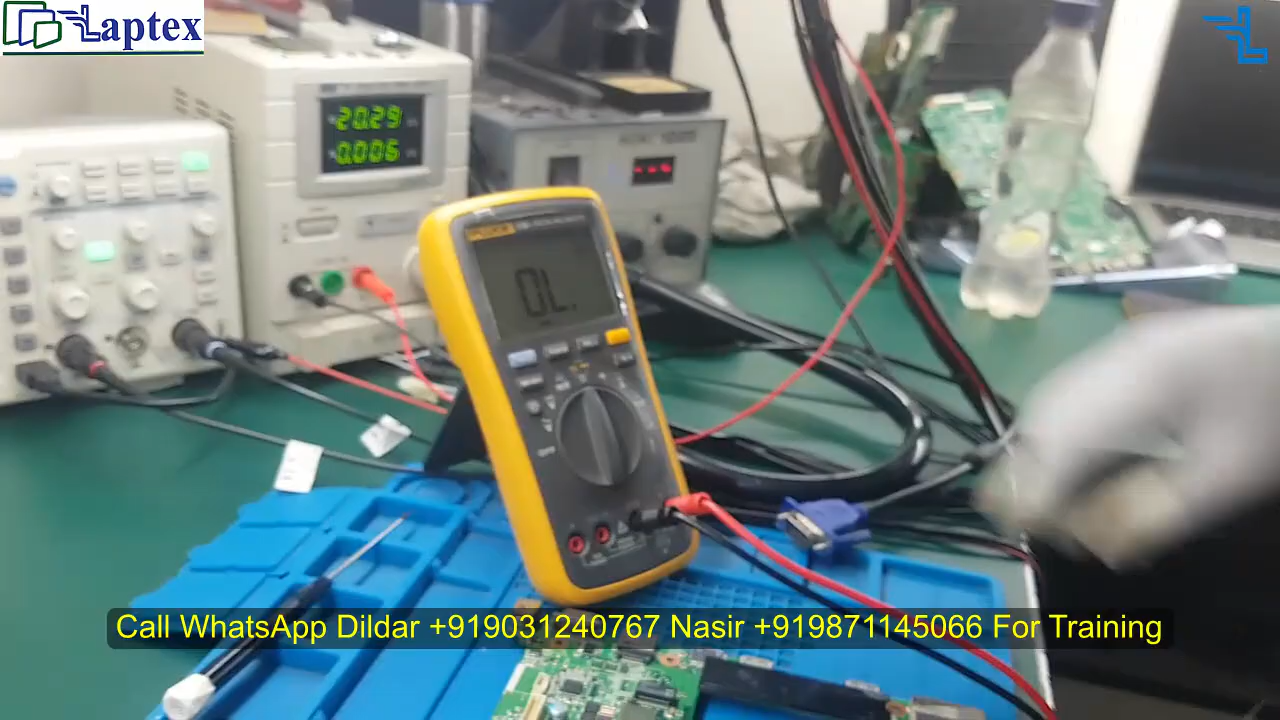 Laptex
20.29
0.006
FLUKE
OL.
Call WhatsApp Dildar +919031240767 Nasir +919871145066 For Training